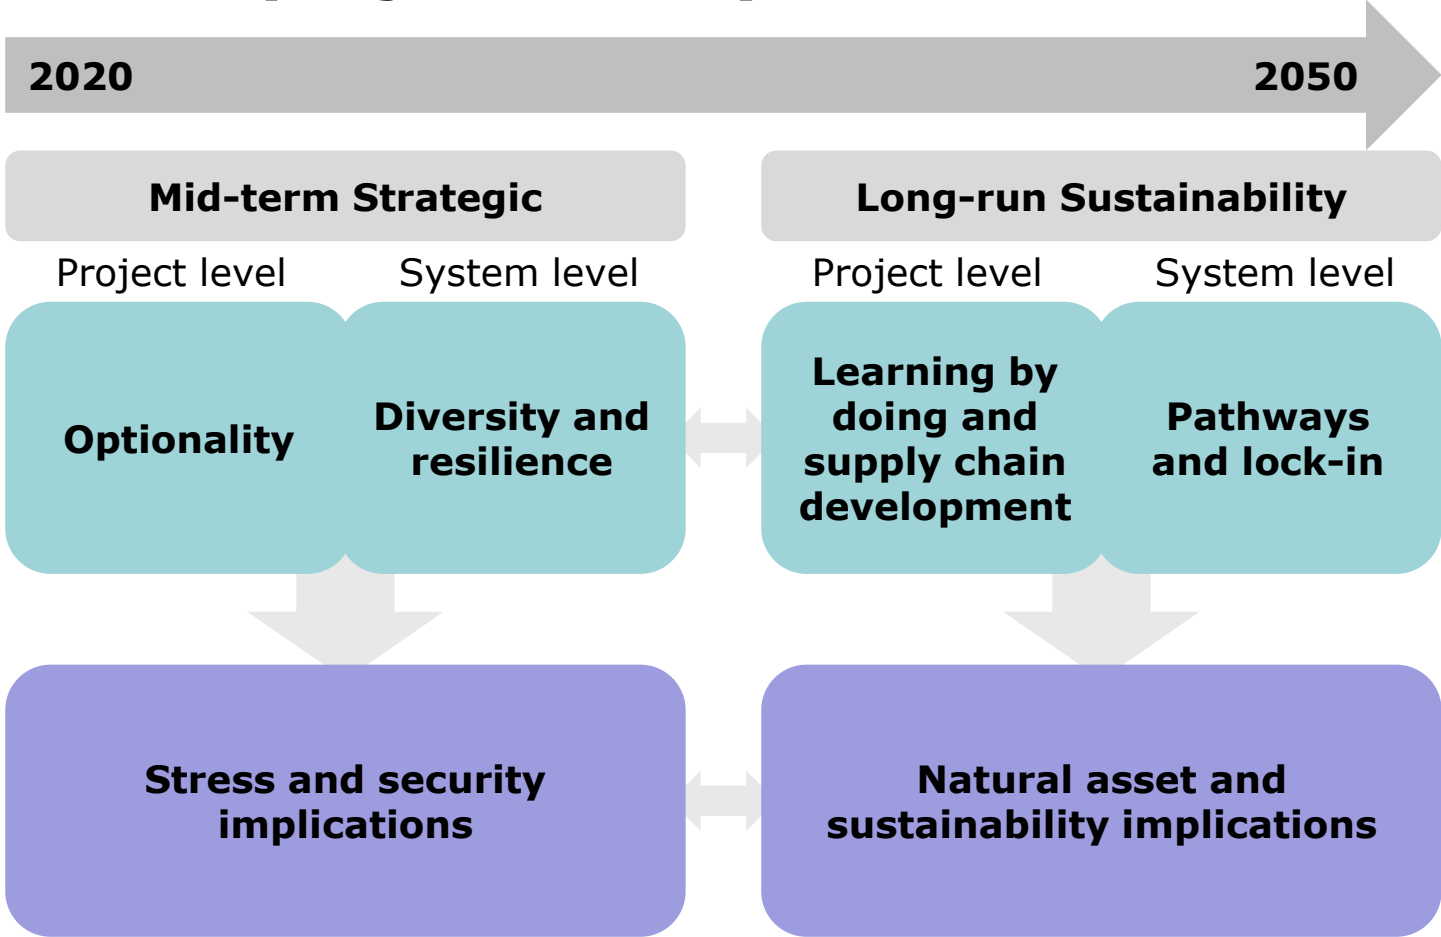 2020
2050
Mid-term Strategic
Long-run Sustainability
Project level
System level
Project level
System level
Optionality
Diversity and
resilience
Learning by
doing and
supply chain
development
Pathways
and lock-in
Stress and security
implications
Natural asset and
sustainability implications